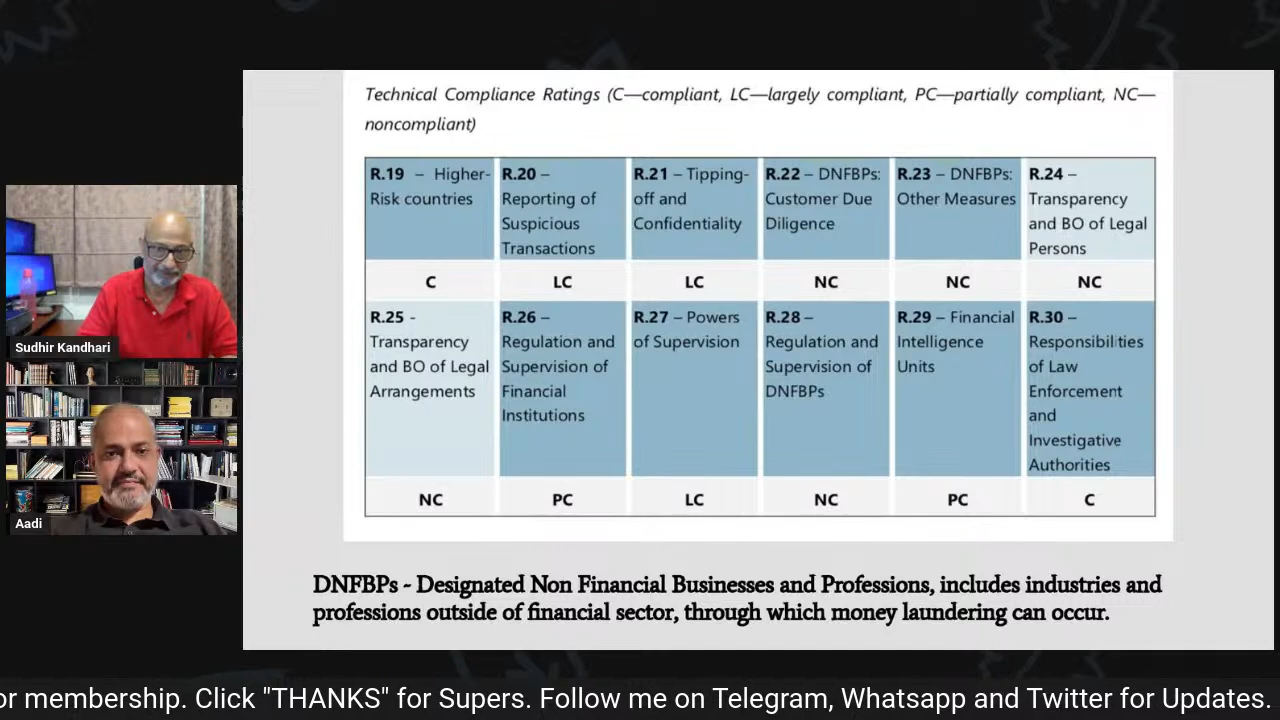 Technical Compliance Ratings (C—compliant, LC—largely compliant, PC—partially compliant, NC—
noncompliant)
R.19 – Higher-
Risk countries
R.20 –
Reporting of
Suspicious
Transactions
R.21 – Tipping-
off and
Confidentiality
R.22 – DNFBPs:
Customer Due
Diligence
R.23 – DNFBPs:
Other Measures
R.24 –
Transparency
and BO of Legal
Persons
C
LC
LC
NC
NC
NC
R.25 -
Transparency
and BO of Legal
Arrangements
R.26 –
Regulation and
Supervision of
Financial
Institutions
R.27 – Powers
of Supervision
R.28 –
Regulation and
Supervision of
DNFBPs
R.29 – Financial
Intelligence
Units
R.30 –
Responsibilities
of Law
Enforcement
and
Investigative
Authorities
NC
PC
LC
NC
PC
C
DNFBPs - Designated Non Financial Businesses and Professions, includes industries and
professions outside of financial sector, through which money laundering can occur.
Sudhir Kandhari
Aadi
or membership. Click "THANKS" for Supers. Follow me on Telegram, Whatsapp and Twitter for Updates.